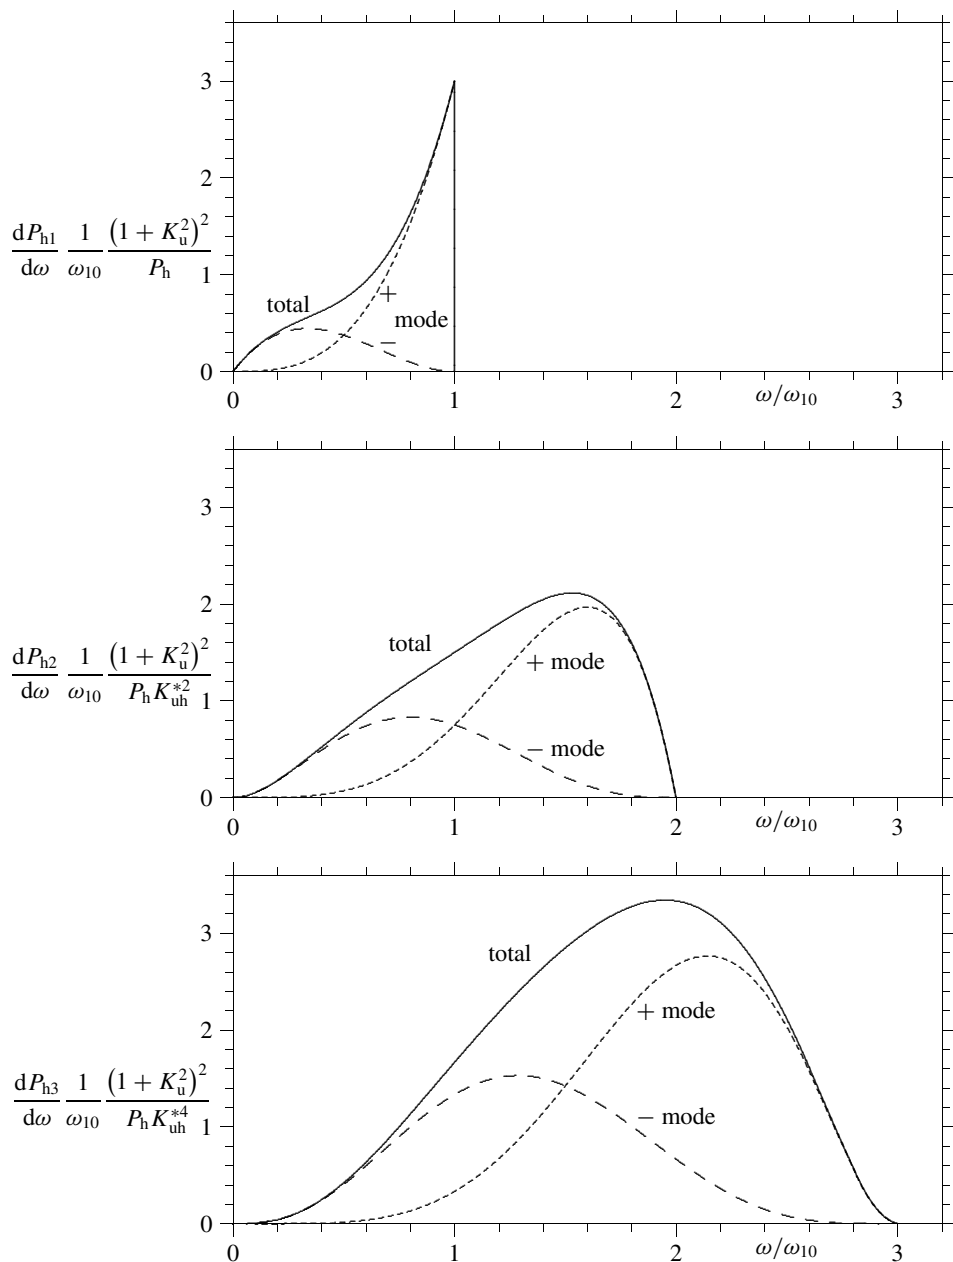 3
2
dP_h1/dω 1/ω_10 (1 + K_u^2)^2/P_h
1
total
+
mode
−
0
0 1 2 ω/ω_10 3
3
2
total
+ mode
dP_h2/dω 1/ω_10 (1 + K_u^2)^2/P_h K_uh^*2
1
− mode
0
0 1 2 ω/ω_10 3
3
total
2
+ mode
dP_h3/dω 1/ω_10 (1 + K_u^2)^2/P_h K_uh^*4
1
− mode
0
0 1 2 ω/ω_10 3